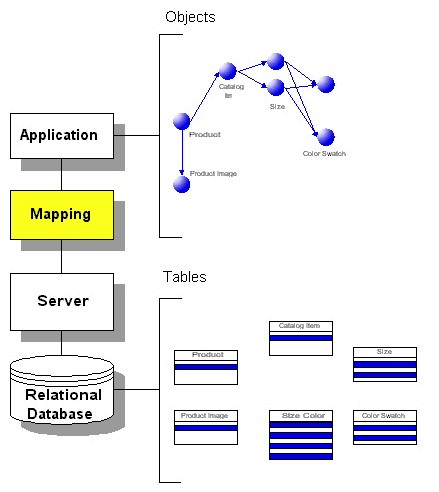 Objects
Catalog
Itm
Size
Application
Product
Color Swatch
Product Image
Mapping
Tables
Server
Catalog Item
Product
Size
Relational
Database
Product Image
Size Color
Color Swatch